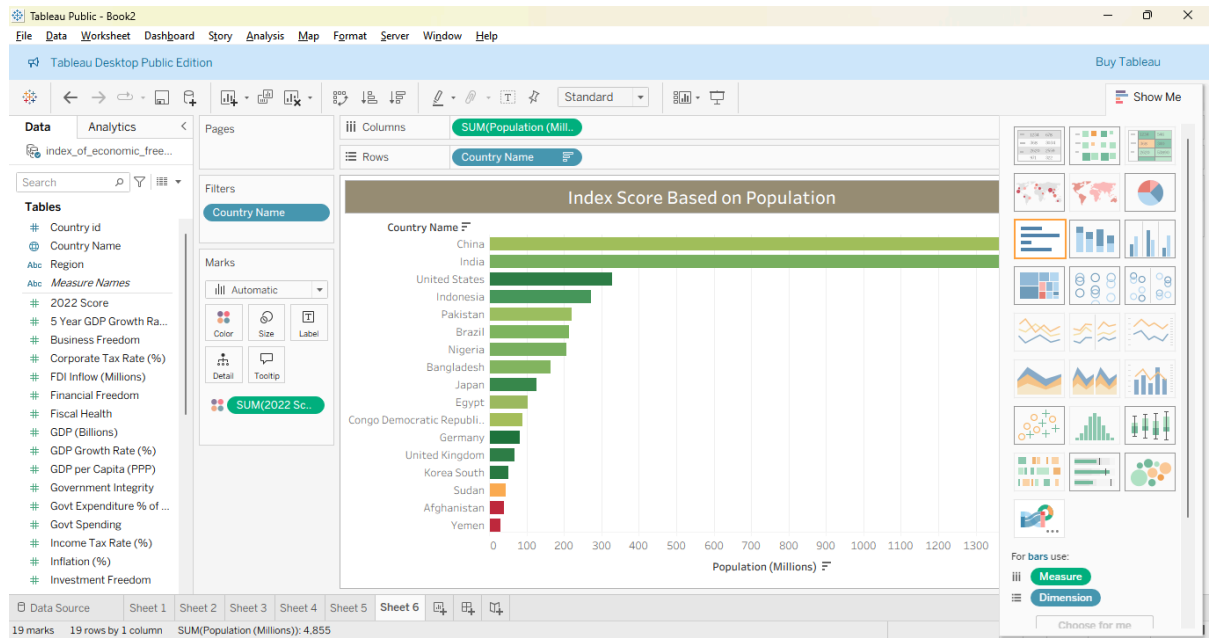 Tableau Public - Book2
File Data Worksheet Dashboard Story Analysis Map Format Server Window Help
Tableau Desktop Public Edition
Buy Tableau
Standard
Show Me
Data
Analytics
index_of_economic_free...
Search
Tables
Country id
Country Name
Abc Region
Abc Measure Names
2022 Score
5 Year GDP Growth Ra...
Business Freedom
Corporate Tax Rate (%)
FDI Inflow (Millions)
Financial Freedom
Fiscal Health
GDP (Billions)
GDP Growth Rate (%)
GDP per Capita (PPP)
Government Integrity
Govt Expenditure % of ...
Govt Spending
Income Tax Rate (%)
Inflation (%)
Investment Freedom
Pages
Filters
Country Name
Marks
Automatic
Color
Size
Label
Detail
Tooltip
SUM(2022 Sc..
Columns
SUM(Population (Mill..
Rows
Country Name
Index Score Based on Population
Country Name
China
India
United States
Indonesia
Pakistan
Brazil
Nigeria
Bangladesh
Japan
Egypt
Congo Democratic Republi..
Germany
United Kingdom
Korea South
Sudan
Afghanistan
Yemen
0 100 200 300 400 500 600 700 800 900 1000 1100 1200 1300
Population (Millions)
For bars use:
Measure
Dimension
Choose for me
Data Source
Sheet 1
Sheet 2
Sheet 3
Sheet 4
Sheet 5
Sheet 6
19 marks 19 rows by 1 column SUM(Population (Millions)): 4,855